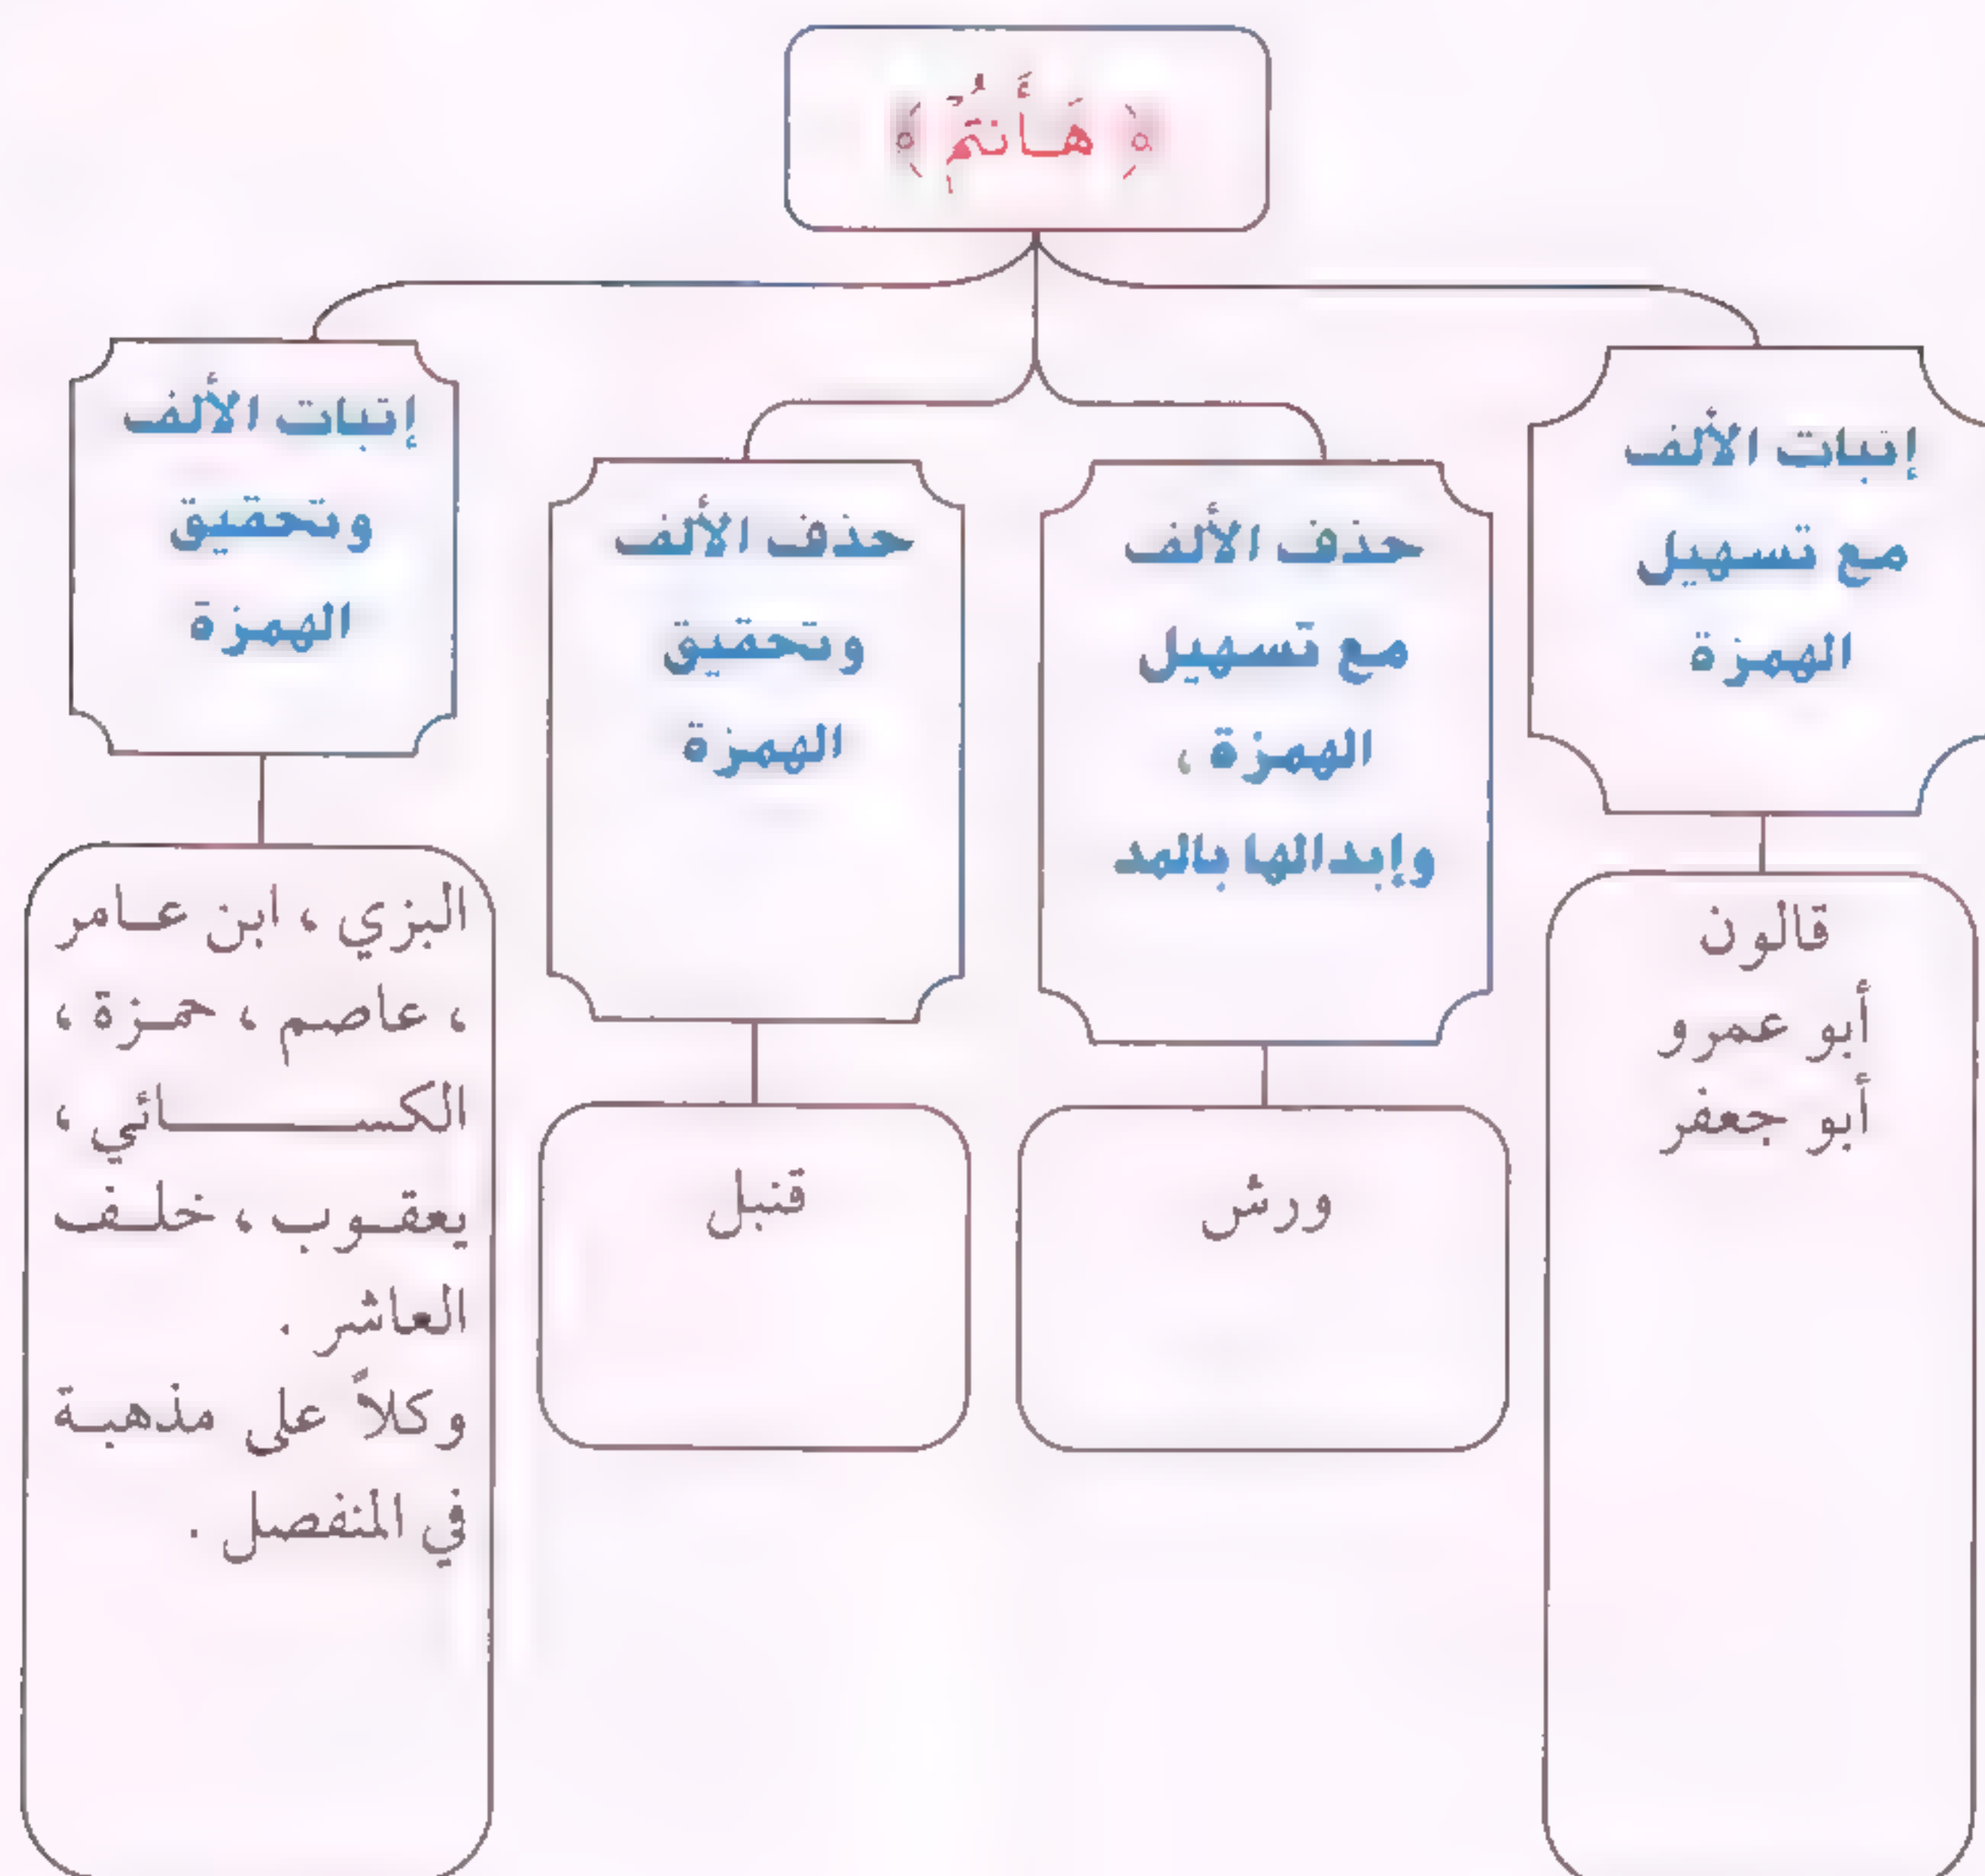 ﴿ هَـأَنتُمْ ﴾
إثبات الألف
مع تسهيل
الهمزة
قالون
أبو عمرو
أبو جعفر
حذف الألف
مع تسهيل
الهمزة ،
وإبدالها بالمد
ورش
حذف الألف
وتحقيق
الهمزة
قنبل
إثبات الألف
وتحقيق
الهمزة
البزي ، ابن عـامر
، عاصم ، حمـزة ،
الكســـــــائي ،
يعقـوب ، خلـف
العاشر .
وكلاً على مذهبـة
في المنفصل .